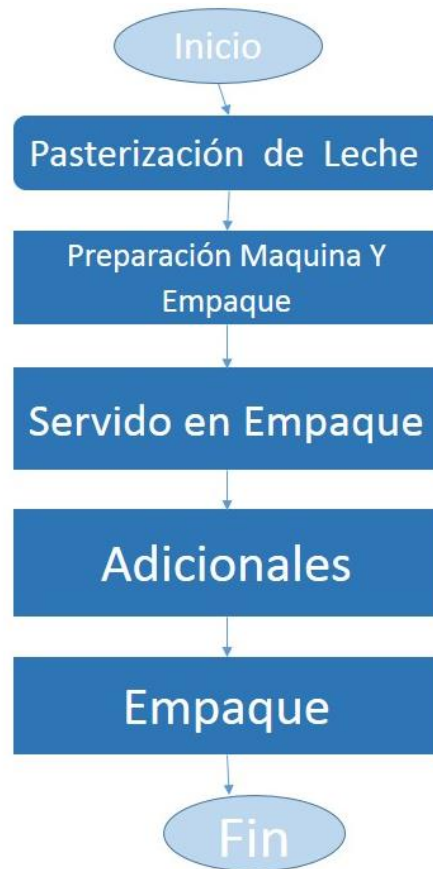 Inicio
Pasterización de Leche
Preparación Maquina Y
Empaque
Servido en Empaque
Adicionales
Empaque
Fin